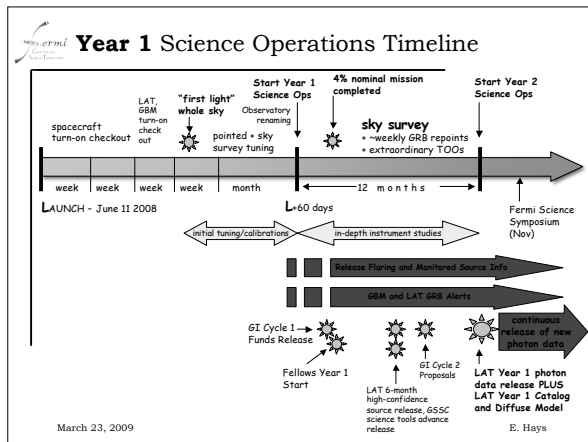 Fermi
Gamma-ray
Space Telescope
Year 1 Science Operations Timeline
LAT,
GBM
turn-on
check
out
"first light"
whole sky
Start Year 1
Science Ops
Observatory
renaming
4% nominal mission
completed
Start Year 2
Science Ops
spacecraft
turn-on checkout
pointed + sky
survey tuning
sky survey
+ ~weekly GRB repoints
+ extraordinary TOOs
week
week
week
week
month
12 months
LAUNCH – June 11 2008
L+60 days
Fermi Science
Symposium
(Nov)
initial tuning/calibrations
in-depth instrument studies
Release Flaring and Monitored Source Info
GBM and LAT GRB Alerts
continuous
release of new
photon data
GI Cycle 1
Funds Release
Fellows Year 1
Start
LAT 6-month
high-confidence
source release, GSSC
science tools advance
release
GI Cycle 2
Proposals
LAT Year 1 photon
data release PLUS
LAT Year 1 Catalog
and Diffuse Model
March 23, 2009
E. Hays